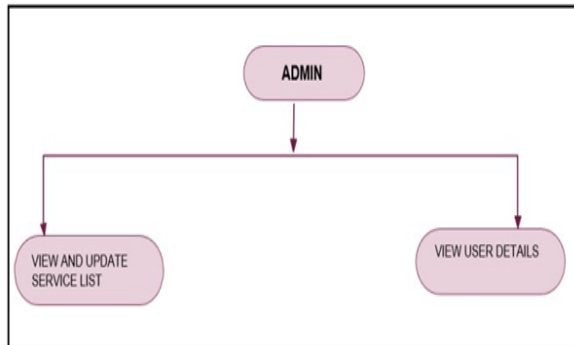 ADMIN
VIEW AND UPDATE
SERVICE LIST
VIEW USER DETAILS